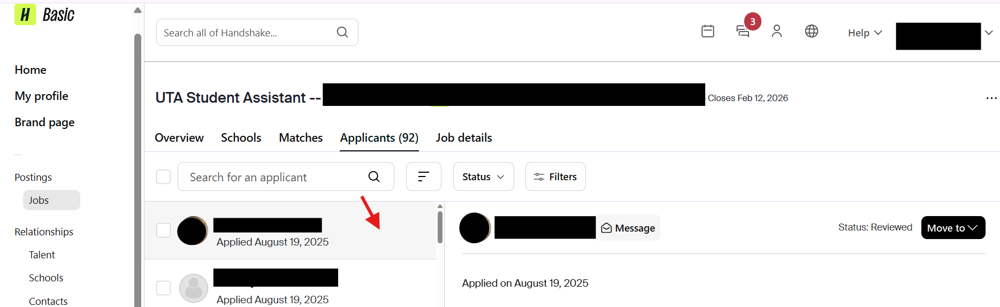 H Basic
Search all of Handshake...
3
Help
Home
My profile
Brand page
Postings
Jobs
Relationships
Talent
Schools
Contacts
UTA Student Assistant --
Closes Feb 12, 2026
Overview
Schools
Matches
Applicants (92)
Job details
Search for an applicant
Status
Filters
Applied August 19, 2025
Applied August 19, 2025
Message
Status: Reviewed
Move to
Applied on August 19, 2025